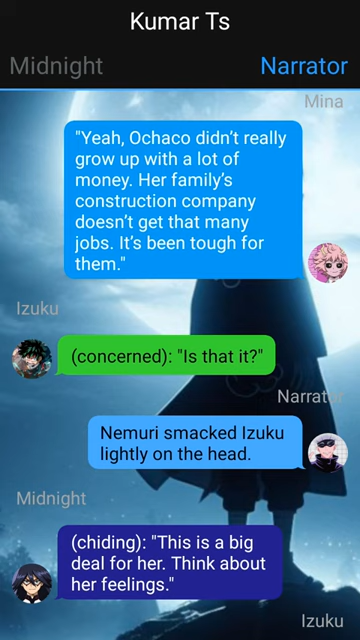 Kumar Ts
Midnight
Narrator
Mina
"Yeah, Ochaco didn’t really
grow up with a lot of
money. Her family’s
construction company
doesn’t get that many
jobs. It’s been tough for
them."
Izuku
(concerned): "Is that it?"
Narrator
Nemuri smacked Izuku
lightly on the head.
Midnight
(chiding): "This is a big
deal for her. Think about
her feelings."
Izuku